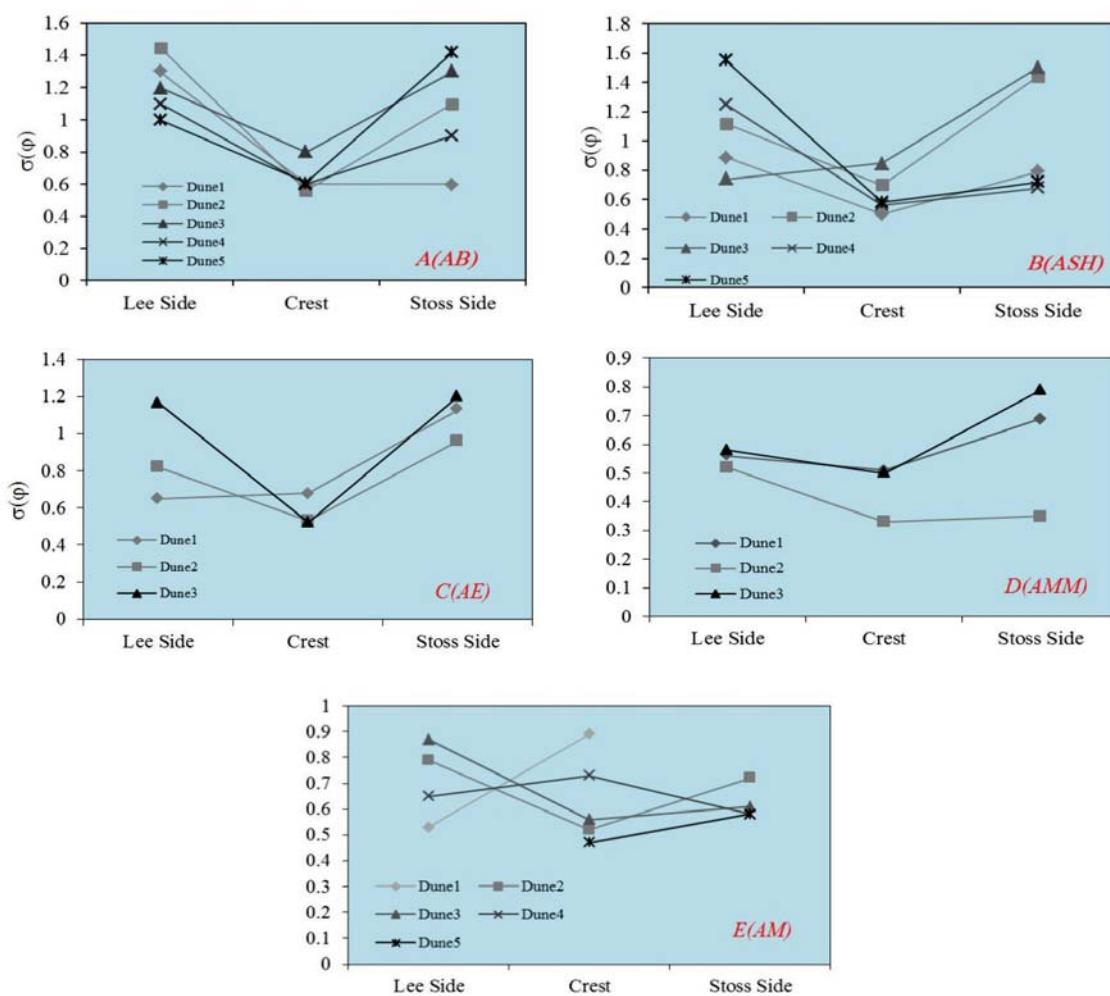 1.6
1.4
1.2
1
0.8
0.6
0.4
0.2
0
σ(φ)
Dune1
Dune2
Dune3
Dune4
Dune5
A(AB)
Lee Side Crest Stoss Side
1.8
1.6
1.4
1.2
1
0.8
0.6
0.4
0.2
0
σ(φ)
Dune1 Dune2
Dune3 Dune4
Dune5
B(ASH)
Lee Side Crest Stoss Side
1.4
1.2
1
0.8
0.6
0.4
0.2
0
σ(φ)
Dune1
Dune2
Dune3
C(AE)
Lee Side Crest Stoss Side
0.9
0.8
0.7
0.6
0.5
0.4
0.3
0.2
0.1
0
Dune1
Dune2
Dune3
D(AMM)
Lee Side Crest Stoss Side
1
0.9
0.8
0.7
0.6
0.5
0.4
0.3
0.2
0.1
0
Dune1 Dune2
Dune3 Dune4
Dune5
E(AM)
Lee Side Crest Stoss Side